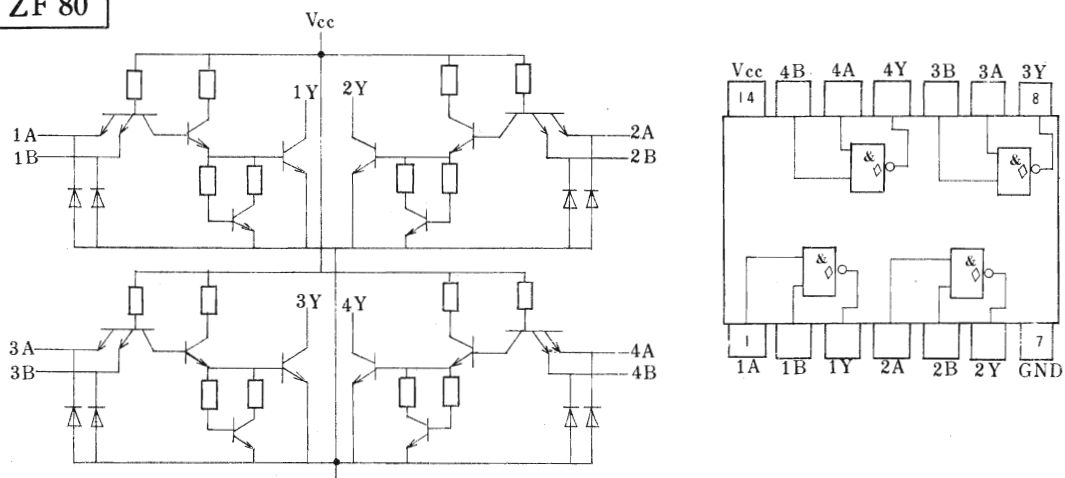 ZF 80
Vcc
1Y 2Y
1A
1B
2A
2B
3Y 4Y
3A
3B
4A
4B
Vcc 4B 4A 4Y 3B 3A 3Y
14 8
& &
& &
1 7
1A 1B 1Y 2A 2B 2Y GND